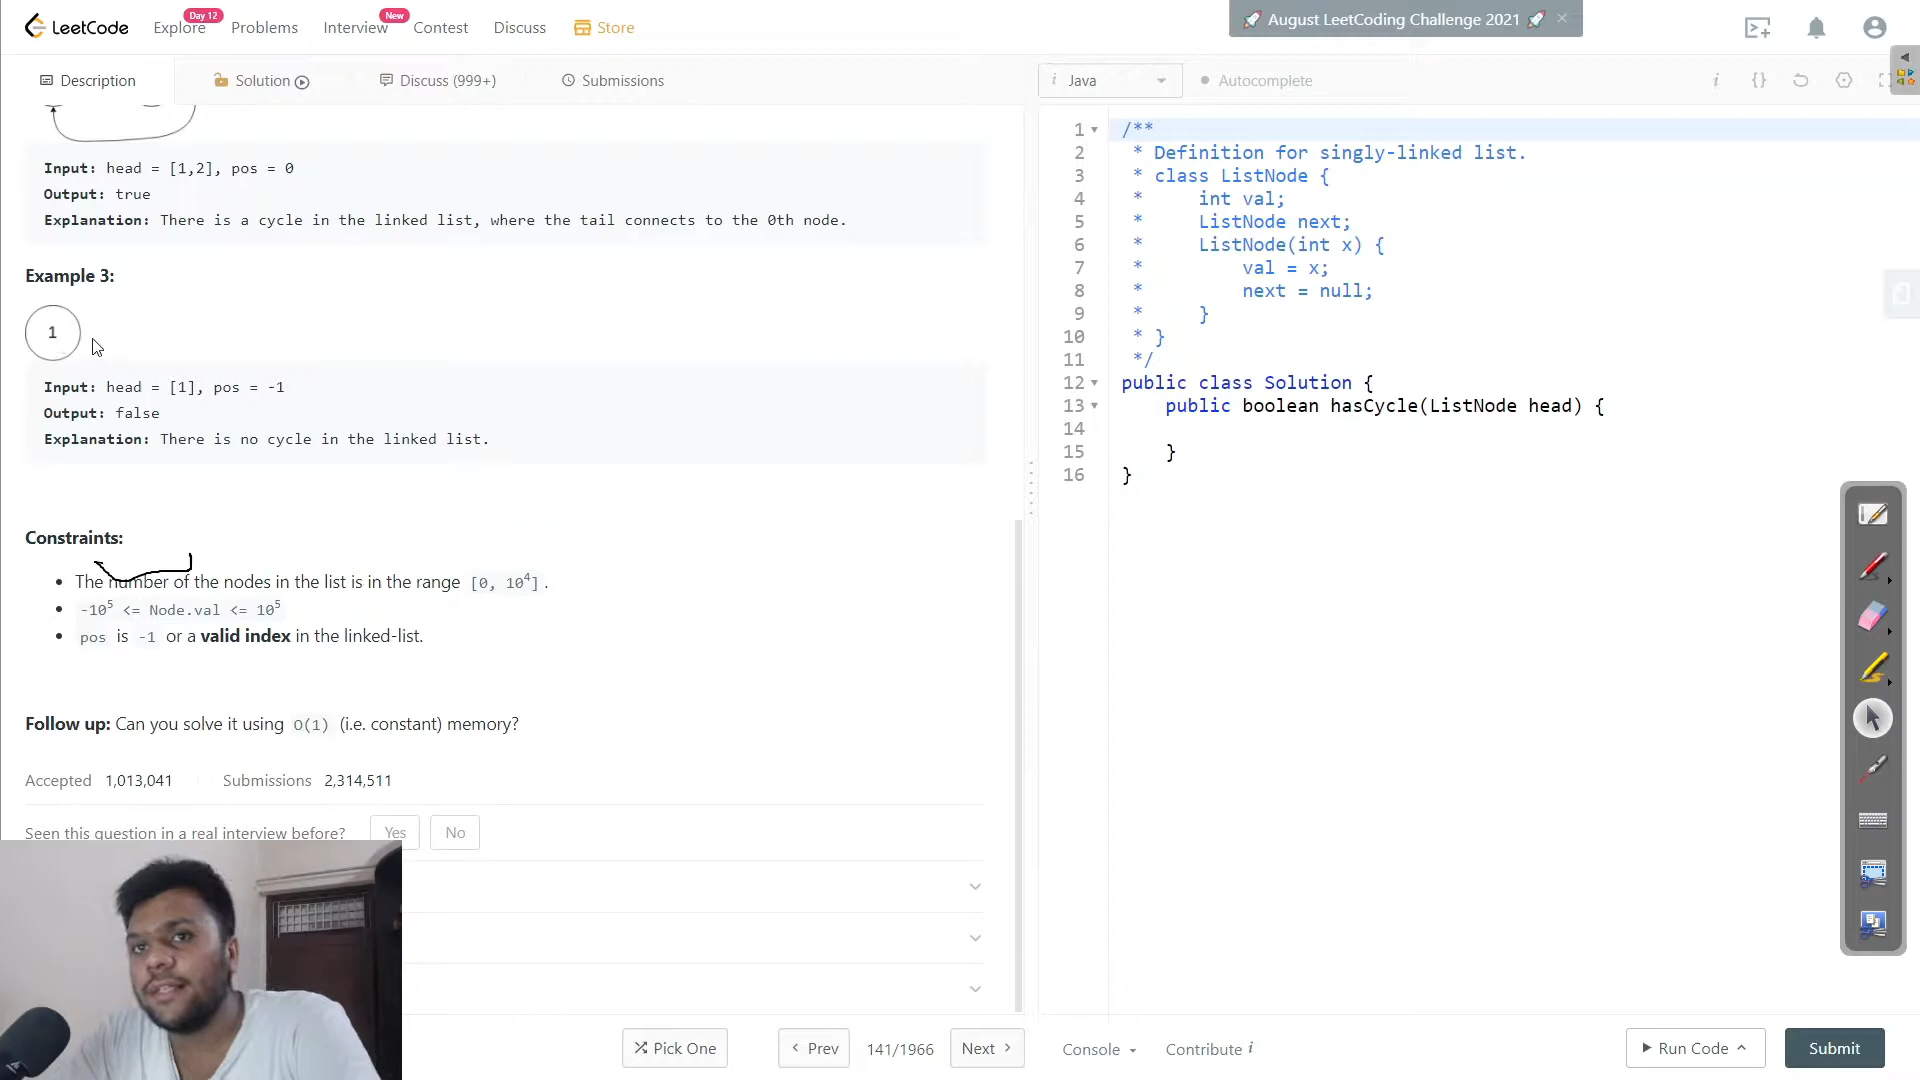 LeetCode
Explore
Day 12
Problems
Interview
New
Contest
Discuss
Store
🚀 August LeetCoding Challenge 2021 🚀 ×
Description
Solution
Discuss (999+)
Submissions
Input: head = [1,2], pos = 0
Output: true
Explanation: There is a cycle in the linked list, where the tail connects to the 0th node.
Example 3:
1
Input: head = [1], pos = -1
Output: false
Explanation: There is no cycle in the linked list.
Constraints:
• The number of the nodes in the list is in the range [0, 10⁴].
• -10⁵ <= Node.val <= 10⁵
• pos is -1 or a valid index in the linked-list.
Follow up: Can you solve it using O(1) (i.e. constant) memory?
Accepted 1,013,041 Submissions 2,314,511
Seen this question in a real interview before? Yes No
Pick One
< Prev
141/1966
Next >
i Java
Autocomplete
i {}
1 /**
2 * Definition for singly-linked list.
3 * class ListNode {
4 * int val;
5 * ListNode next;
6 * ListNode(int x) {
7 * val = x;
8 * next = null;
9 * }
10 * }
11 */
12 public class Solution {
13 public boolean hasCycle(ListNode head) {
14
15 }
16 }
Console
Contribute i
Run Code
Submit